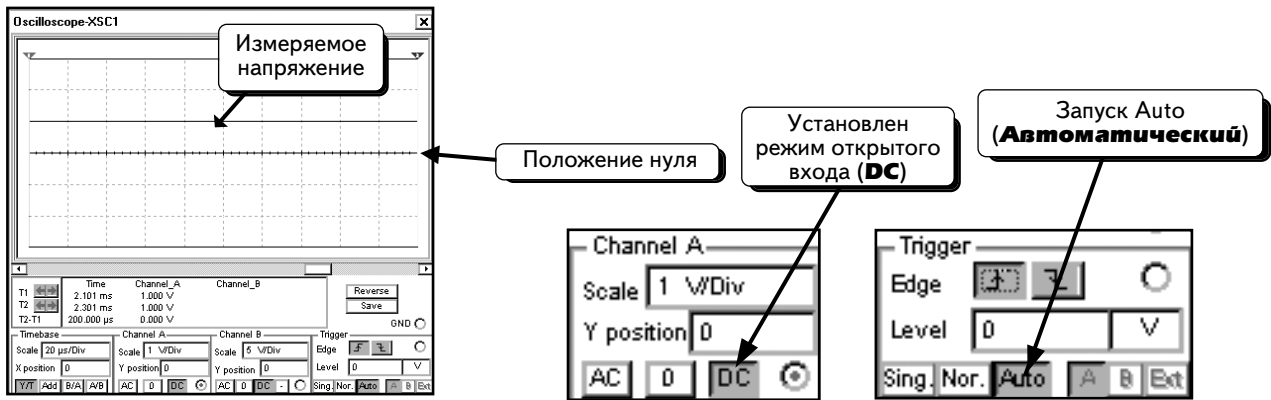 Oscilloscope-XSC1
Измеряемое
напряжение
Положение нуля
Установлен
режим открытого
входа (DC)
Запуск Auto
(Автоматический)
Time Channel_A Channel_B
T1 2.101 ms 1.000 V
T2 2.301 ms 1.000 V
T2-T1 200.000 µs 0.000 V
Reverse
Save
GND
Timebase
Scale 20 µs/Div
X position 0
Y/T Add B/A A/B
Channel A
Scale 1 V/Div
Y position 0
AC 0 DC
Channel B
Scale 5 V/Div
Y position 0
AC 0 DC -
Trigger
Edge
Level 0 V
Sing. Nor. Auto A B Ext
Channel A
Scale 1 V/Div
Y position 0
AC 0 DC
Trigger
Edge
Level 0 V
Sing. Nor. Auto A B Ext